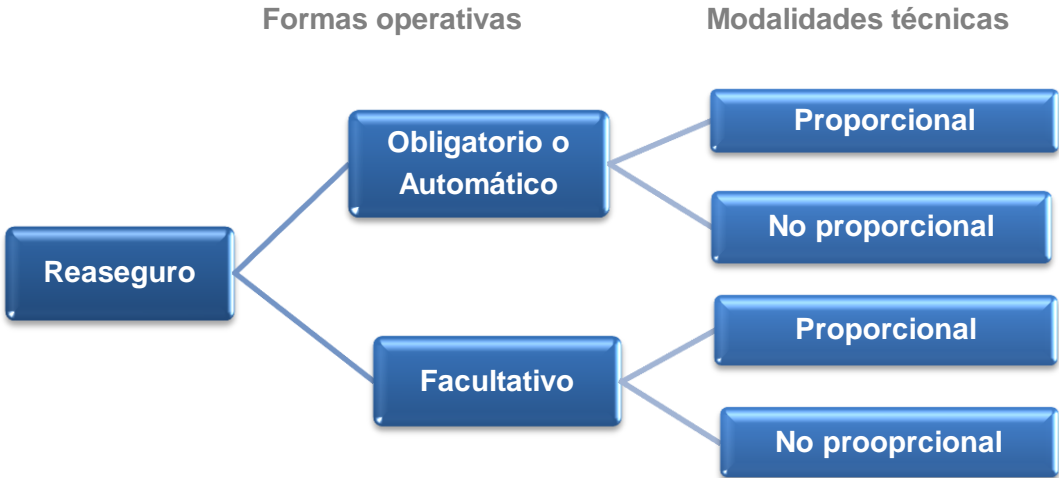 Formas operativas
Modalidades técnicas
Reaseguro
Obligatorio o
Automático
Proporcional
No proporcional
Facultativo
Proporcional
No prooprcional